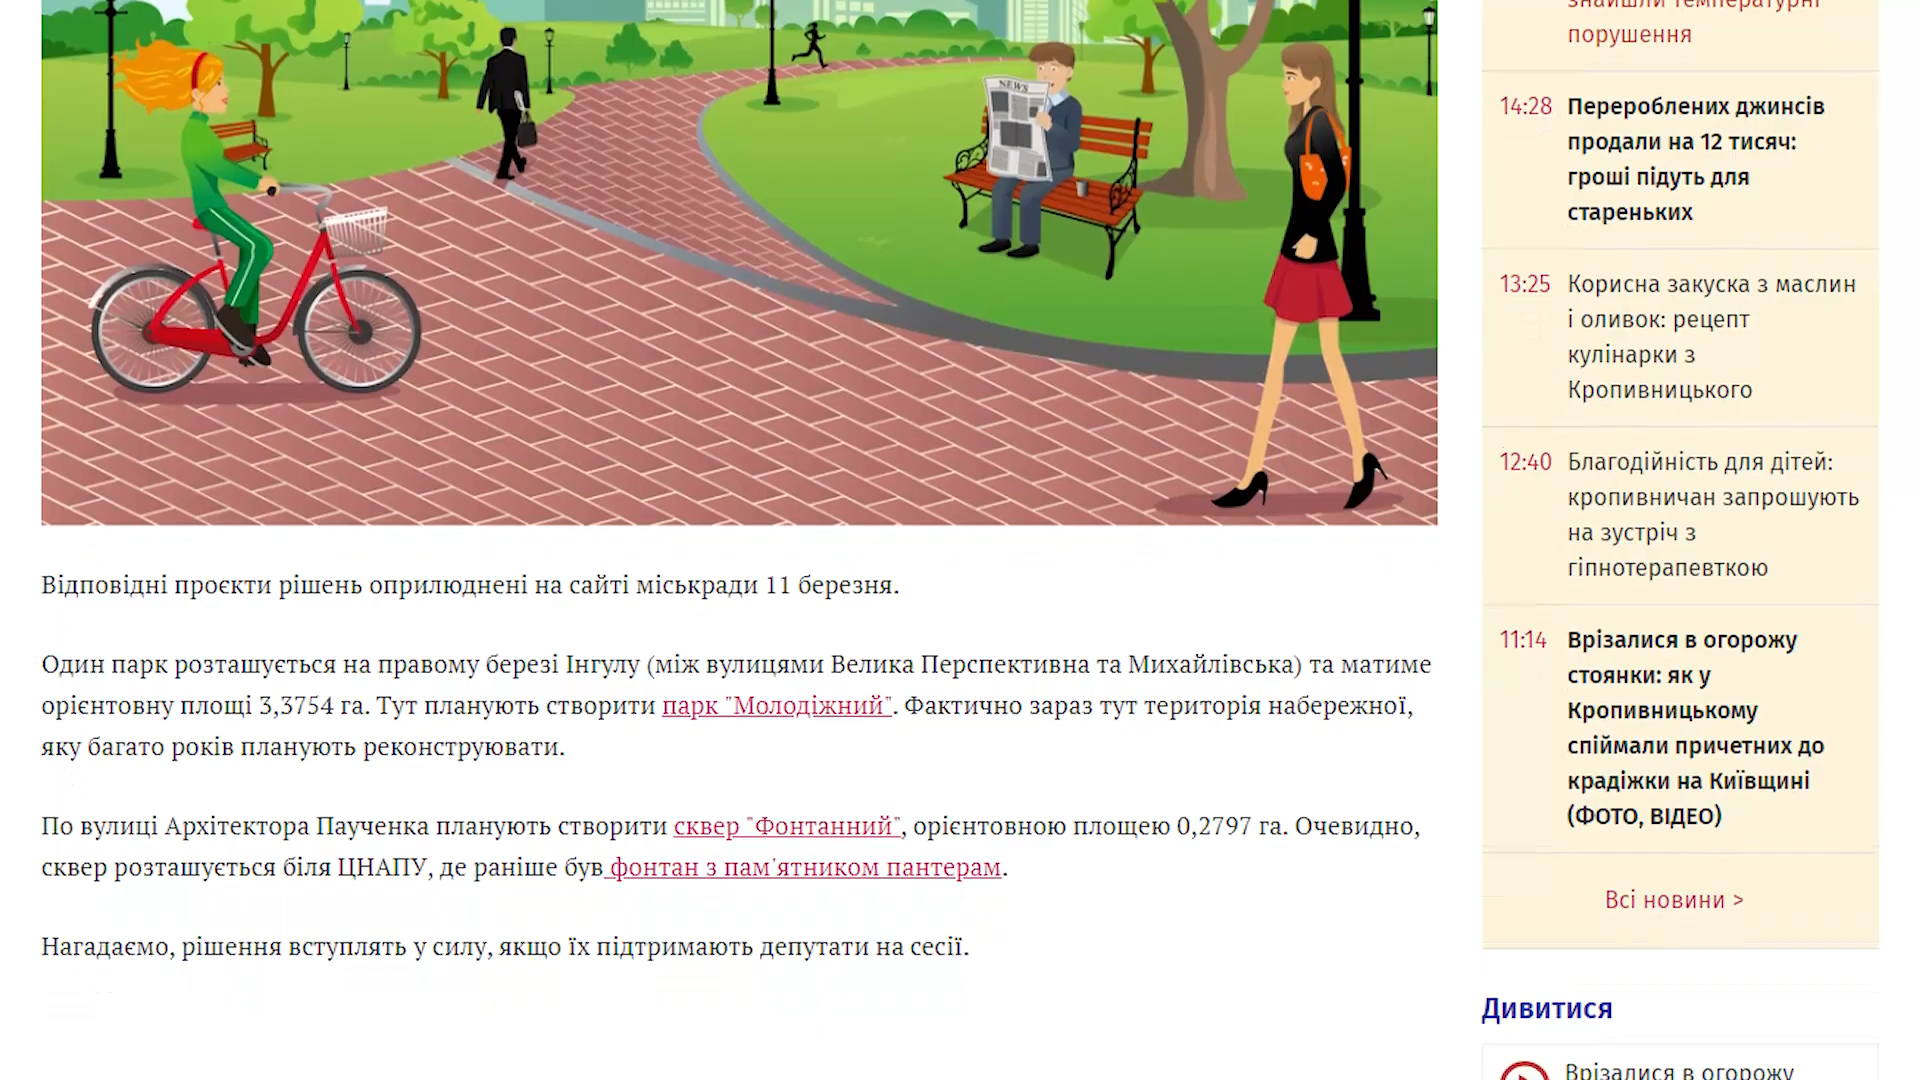 NEWS
Відповідні проєкти рішень оприлюднені на сайті міськради 11 березня.
Один парк розташується на правому березі Інгулу (між вулицями Велика Перспективна та Михайлівська) та матиме
орієнтовну площі 3,3754 га. Тут планують створити парк "Молодіжний". Фактично зараз тут територія набережної,
яку багато років планують реконструювати.
По вулиці Архітектора Паученка планують створити сквер "Фонтанний", орієнтовною площею 0,2797 га. Очевидно,
сквер розташується біля ЦНАПУ, де раніше був фонтан з пам'ятником пантерам.
Нагадаємо, рішення вступлять у силу, якщо їх підтримають депутати на сесії.
знайшли температурні
порушення
14:28 Перероблених джинсів
продали на 12 тисяч:
гроші підуть для
стареньких
13:25 Корисна закуска з маслин
і оливок: рецепт
кулінарки з
Кропивницького
12:40 Благодійність для дітей:
кропивничан запрошують
на зустріч з
гіпнотерапевткою
11:14 Врізалися в огорожу
стоянки: як у
Кропивницькому
спіймали причетних до
крадіжки на Київщині
(ФОТО, ВІДЕО)
Всі новини >
Дивитися
Врізалися в огорожу